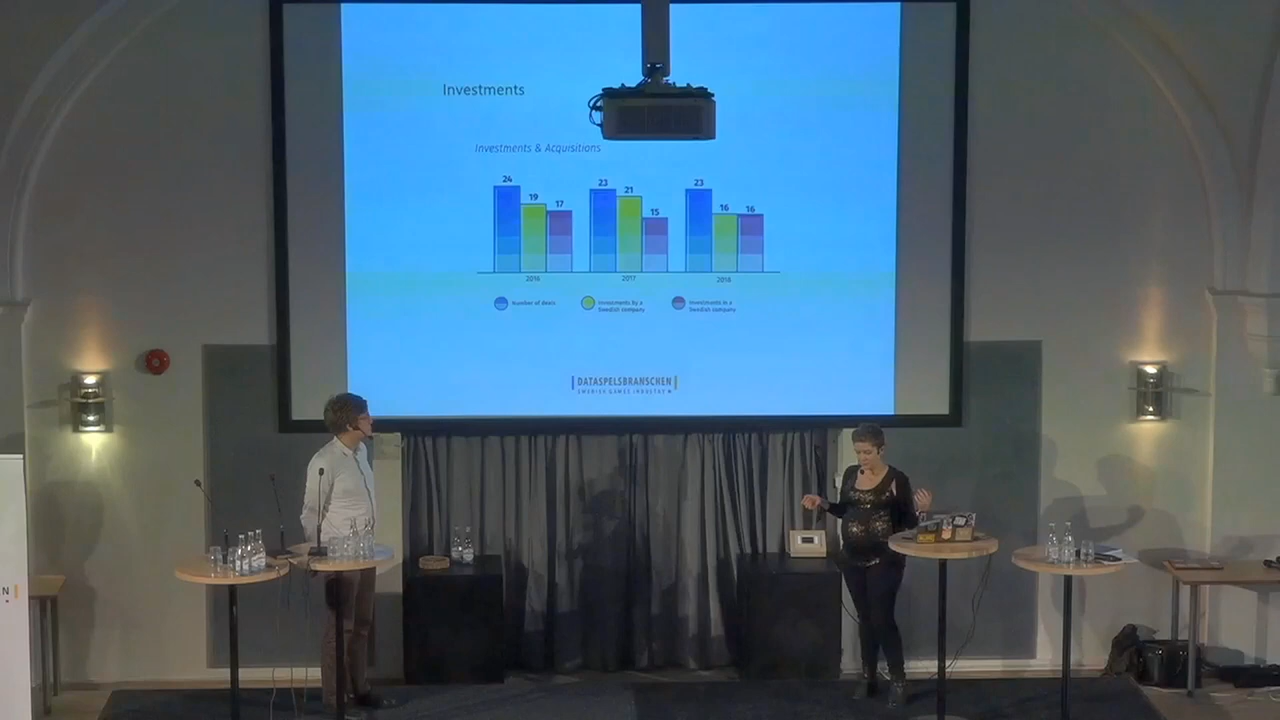 Investments
Investments & Acquisitions
24
19
17
23
21
15
23
16
16
2016
2017
2018
Number of deals
Investments by a
Swedish company
Investments in a
Swedish company
DATASPELSBRANSCHEN
SWEDISH GAMES INDUSTRY
N